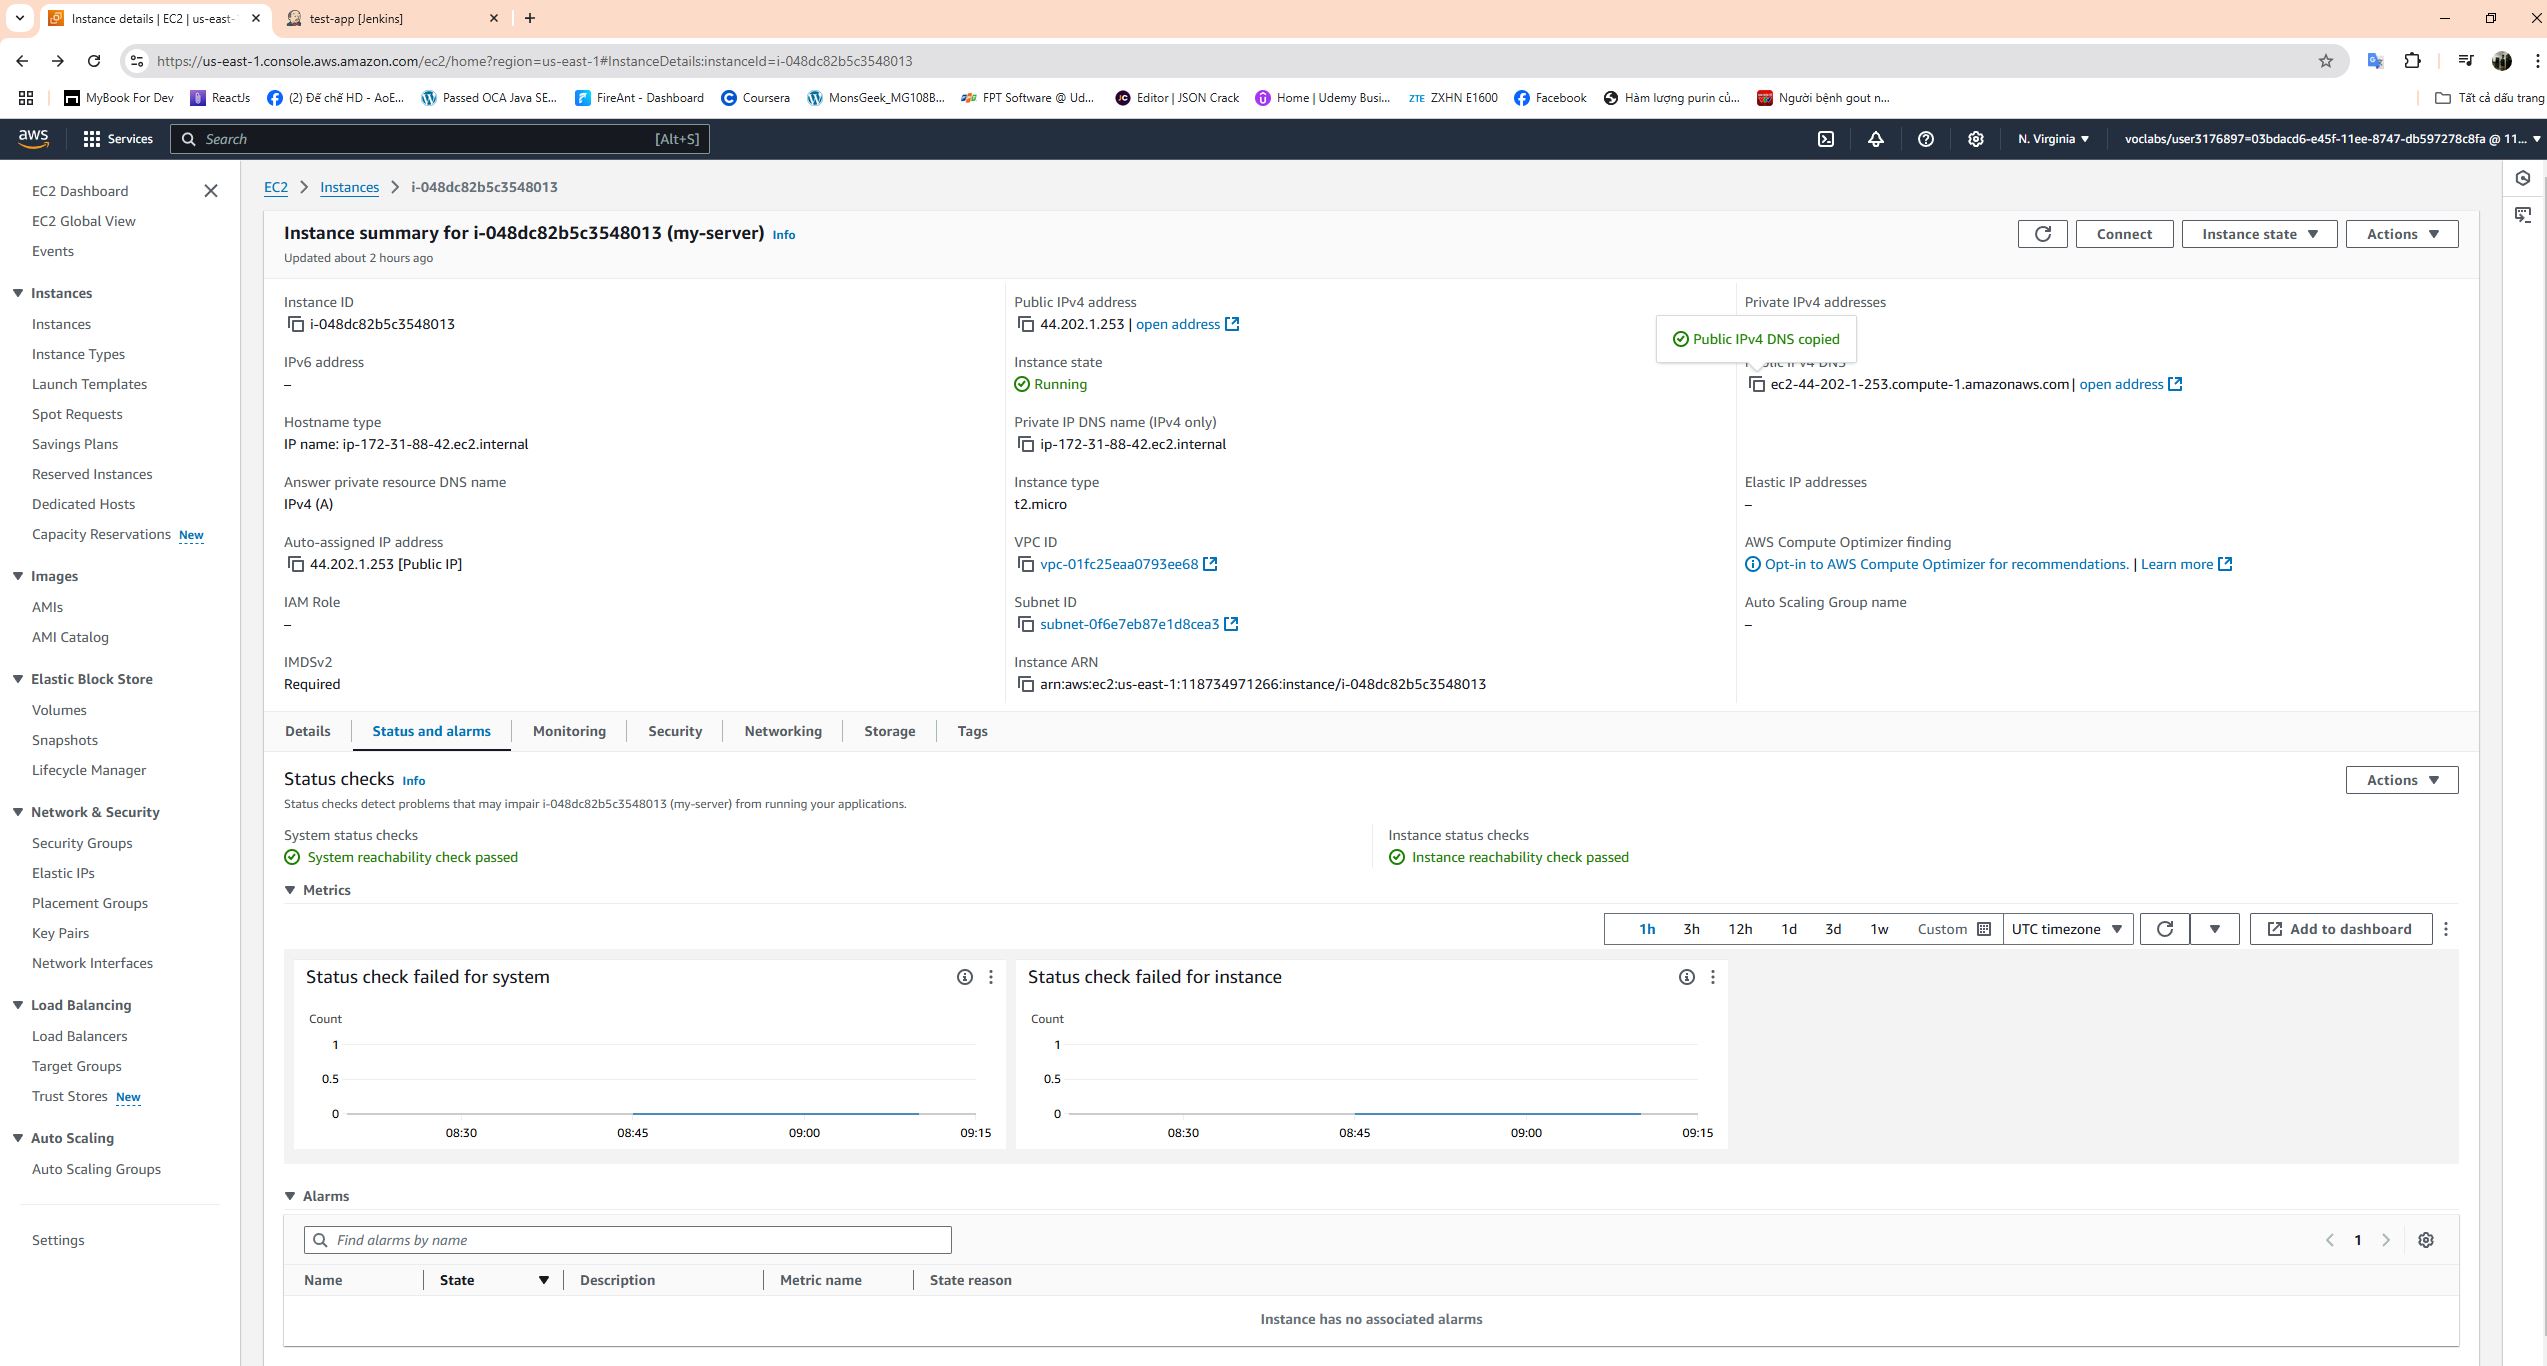 Instance details | EC2 | us-east-
test-app [Jenkins]
https://us-east-1.console.aws.amazon.com/ec2/home?region=us-east-1#InstanceDetails:instanceId=i-048dc82b5c3548013
MyBook For Dev
ReactJs
(2) Đế chế HD - AoE...
Passed OCA Java SE...
FireAnt - Dashboard
Coursera
MonsGeek_MG108B...
FPT Software @ Ud...
Editor | JSON Crack
Home | Udemy Busi...
ZTE ZXHN E1600
Facebook
Hàm lượng purin củ...
Người bệnh gout n...
Tất cả dấu trang
aws
Services
Search
[Alt+S]
N. Virginia
voclabs/user3176897=03bdacd6-e45f-11ee-8747-db597278c8fa @ 11...
EC2 Dashboard
EC2 Global View
Events
Instances
Instances
Instance Types
Launch Templates
Spot Requests
Savings Plans
Reserved Instances
Dedicated Hosts
Capacity Reservations New
Images
AMIs
AMI Catalog
Elastic Block Store
Volumes
Snapshots
Lifecycle Manager
Network & Security
Security Groups
Elastic IPs
Placement Groups
Key Pairs
Network Interfaces
Load Balancing
Load Balancers
Target Groups
Trust Stores New
Auto Scaling
Auto Scaling Groups
Settings
EC2
Instances
i-048dc82b5c3548013
Instance summary for i-048dc82b5c3548013 (my-server) Info
Updated about 2 hours ago
Connect
Instance state
Actions
Instance ID
i-048dc82b5c3548013
Public IPv4 address
44.202.1.253 | open address
Private IPv4 addresses
Public IPv4 DNS copied
IPv6 address
–
Instance state
Running
Public IPv4 DNS
ec2-44-202-1-253.compute-1.amazonaws.com | open address
Hostname type
IP name: ip-172-31-88-42.ec2.internal
Private IP DNS name (IPv4 only)
ip-172-31-88-42.ec2.internal
Answer private resource DNS name
IPv4 (A)
Instance type
t2.micro
Elastic IP addresses
–
Auto-assigned IP address
44.202.1.253 [Public IP]
VPC ID
vpc-01fc25eaa0793ee68
AWS Compute Optimizer finding
Opt-in to AWS Compute Optimizer for recommendations. | Learn more
IAM Role
–
Subnet ID
subnet-0f6e7eb87e1d8cea3
Auto Scaling Group name
–
IMDSv2
Required
Instance ARN
arn:aws:ec2:us-east-1:118734971266:instance/i-048dc82b5c3548013
Details
Status and alarms
Monitoring
Security
Networking
Storage
Tags
Status checks Info
Status checks detect problems that may impair i-048dc82b5c3548013 (my-server) from running your applications.
Actions
System status checks
System reachability check passed
Instance status checks
Instance reachability check passed
Metrics
1h
3h
12h
1d
3d
1w
Custom
UTC timezone
Add to dashboard
Status check failed for system
Count
1
0.5
0
08:30
08:45
09:00
09:15
Status check failed for instance
Count
1
0.5
0
08:30
08:45
09:00
09:15
Alarms
Find alarms by name
1
Name
State
Description
Metric name
State reason
Instance has no associated alarms